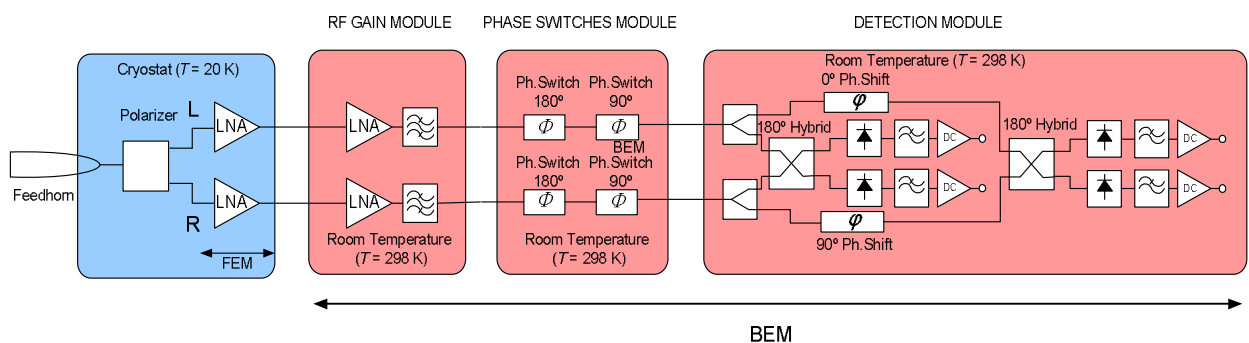 RF GAIN MODULE
PHASE SWITCHES MODULE
DETECTION MODULE
Cryostat (T = 20 K)
Polarizer
L
LNA
R
LNA
Feedhorn
FEM
LNA
LNA
Room Temperature
(T = 298 K)
Ph.Switch
180º
Ph.Switch
90º
Φ
Φ
BEM
Ph.Switch
180º
Ph.Switch
90º
Φ
Φ
Room Temperature
(T = 298 K)
Room Temperature (T = 298 K)
0º Ph.Shift
φ
180º Hybrid
DC
DC
180º Hybrid
DC
DC
φ
90º Ph.Shift
BEM